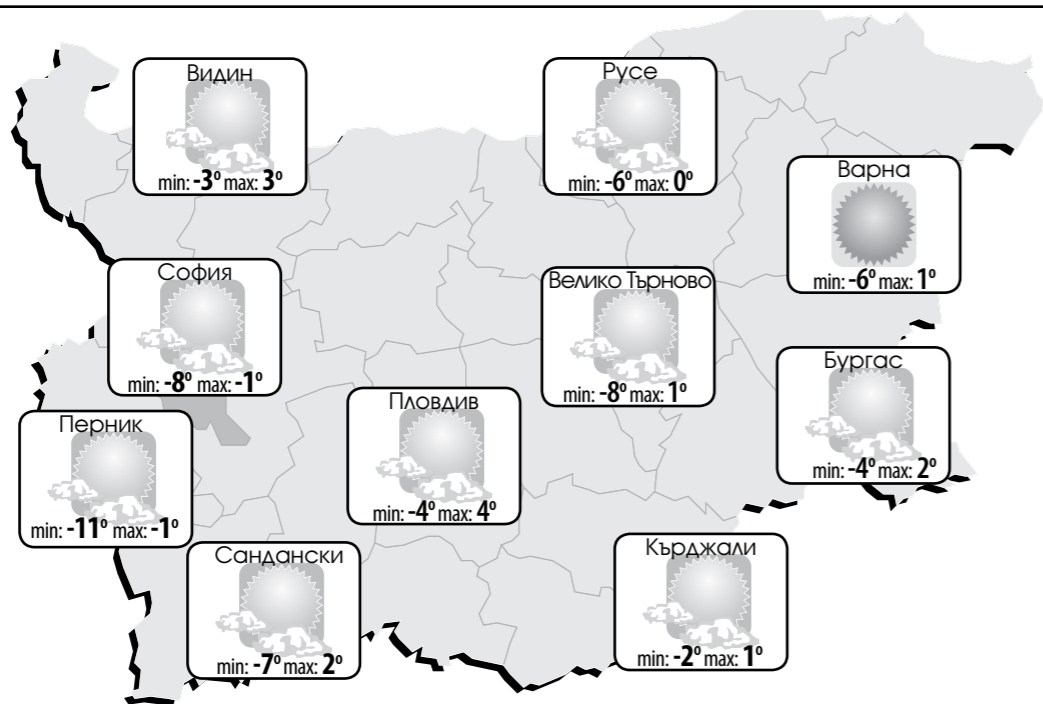 Видин
min: -3° max: 3°
Русе
min: -6° max: 0°
Варна
min: -6° max: 1°
София
min: -8° max: -1°
Велико Търново
min: -8° max: 1°
Бургас
min: -4° max: 2°
Пловдив
min: -4° max: 4°
Перник
min: -11° max: -1°
Сандански
min: -7° max: 2°
Кърджали
min: -2° max: 1°